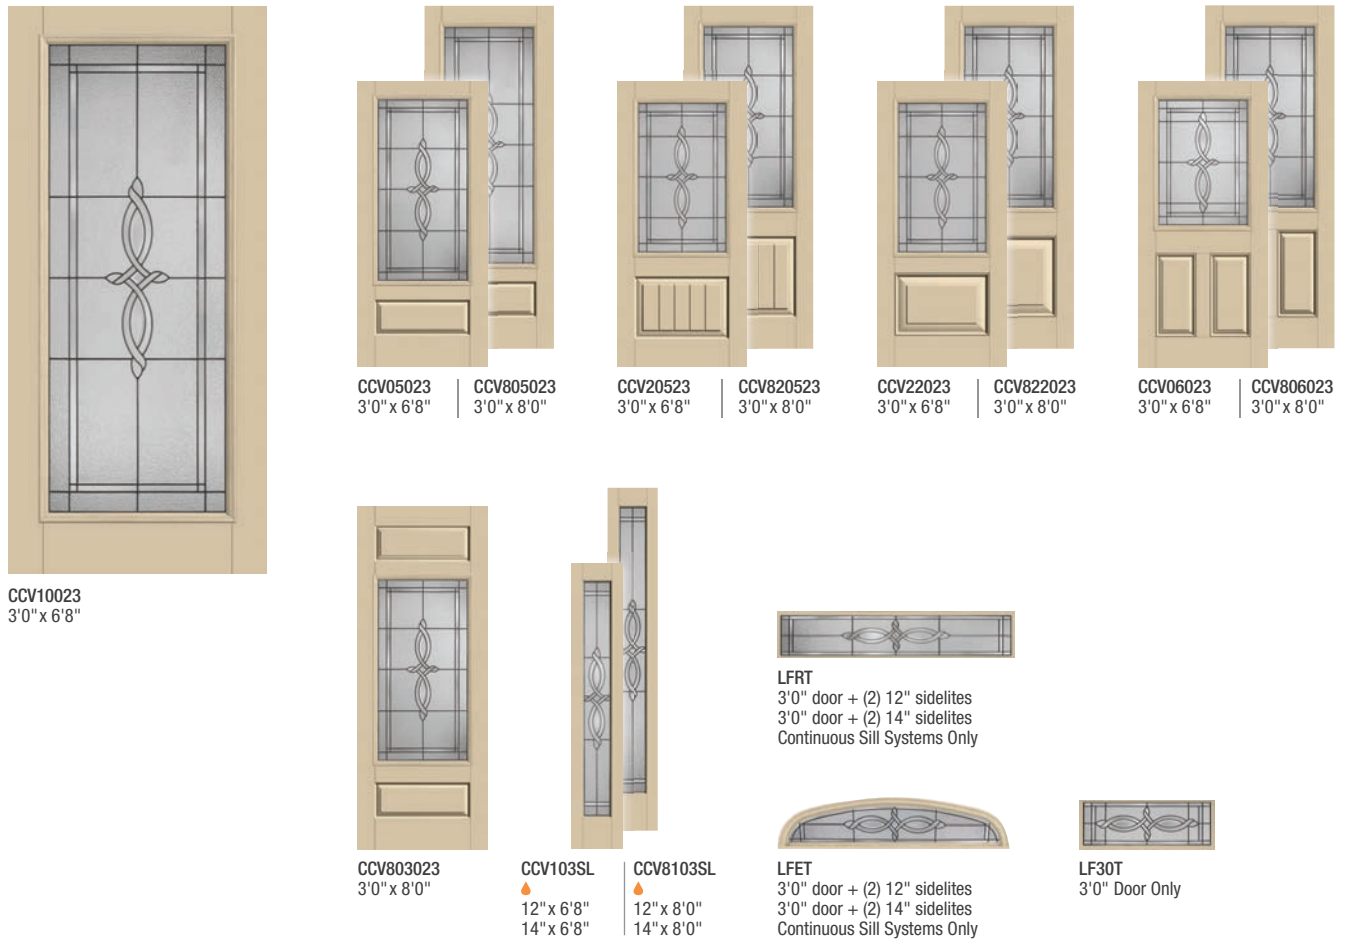 CCV10023
3'0" x 6'8"
CCV05023
3'0" x 6'8"
CCV805023
3'0" x 8'0"
CCV20523
3'0" x 6'8"
CCV820523
3'0" x 8'0"
CCV22023
3'0" x 6'8"
CCV822023
3'0" x 8'0"
CCV06023
3'0" x 6'8"
CCV806023
3'0" x 8'0"
CCV803023
3'0" x 8'0"
CCV103SL
12" x 6'8"
14" x 6'8"
CCV8103SL
12" x 8'0"
14" x 8'0"
LFRT
3'0" door + (2) 12" sidelites
3'0" door + (2) 14" sidelites
Continuous Sill Systems Only
LFET
3'0" door + (2) 12" sidelites
3'0" door + (2) 14" sidelites
Continuous Sill Systems Only
LF30T
3'0" Door Only